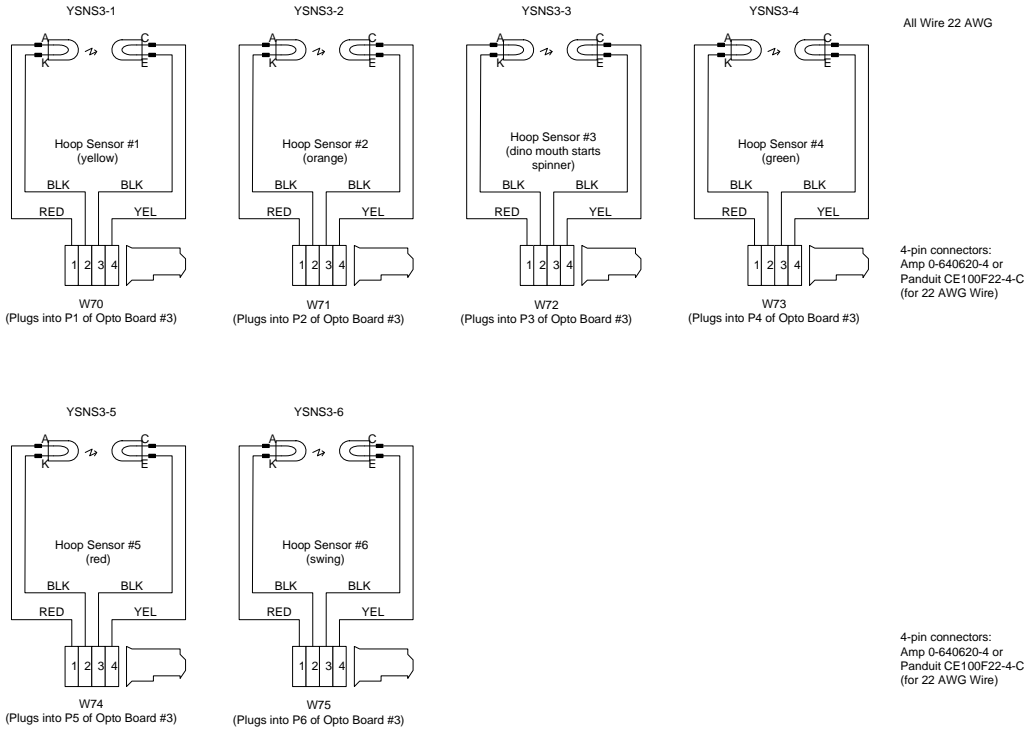 YSNS3-1
YSNS3-2
YSNS3-3
YSNS3-4
All Wire 22 AWG
A C
K E
A C
K E
A C
K E
A C
K E
Hoop Sensor #1
(yellow)
Hoop Sensor #2
(orange)
Hoop Sensor #3
(dino mouth starts
spinner)
Hoop Sensor #4
(green)
BLK BLK
RED YEL
BLK BLK
RED YEL
BLK BLK
RED YEL
BLK BLK
RED YEL
1 2 3 4
1 2 3 4
1 2 3 4
1 2 3 4
4-pin connectors:
Amp 0-640620-4 or
Panduit CE100F22-4-C
(for 22 AWG Wire)
W70
(Plugs into P1 of Opto Board #3)
W71
(Plugs into P2 of Opto Board #3)
W72
(Plugs into P3 of Opto Board #3)
W73
(Plugs into P4 of Opto Board #3)
YSNS3-5
YSNS3-6
A C
K E
A C
K E
Hoop Sensor #5
(red)
Hoop Sensor #6
(swing)
BLK BLK
RED YEL
BLK BLK
RED YEL
1 2 3 4
1 2 3 4
4-pin connectors:
Amp 0-640620-4 or
Panduit CE100F22-4-C
(for 22 AWG Wire)
W74
(Plugs into P5 of Opto Board #3)
W75
(Plugs into P6 of Opto Board #3)